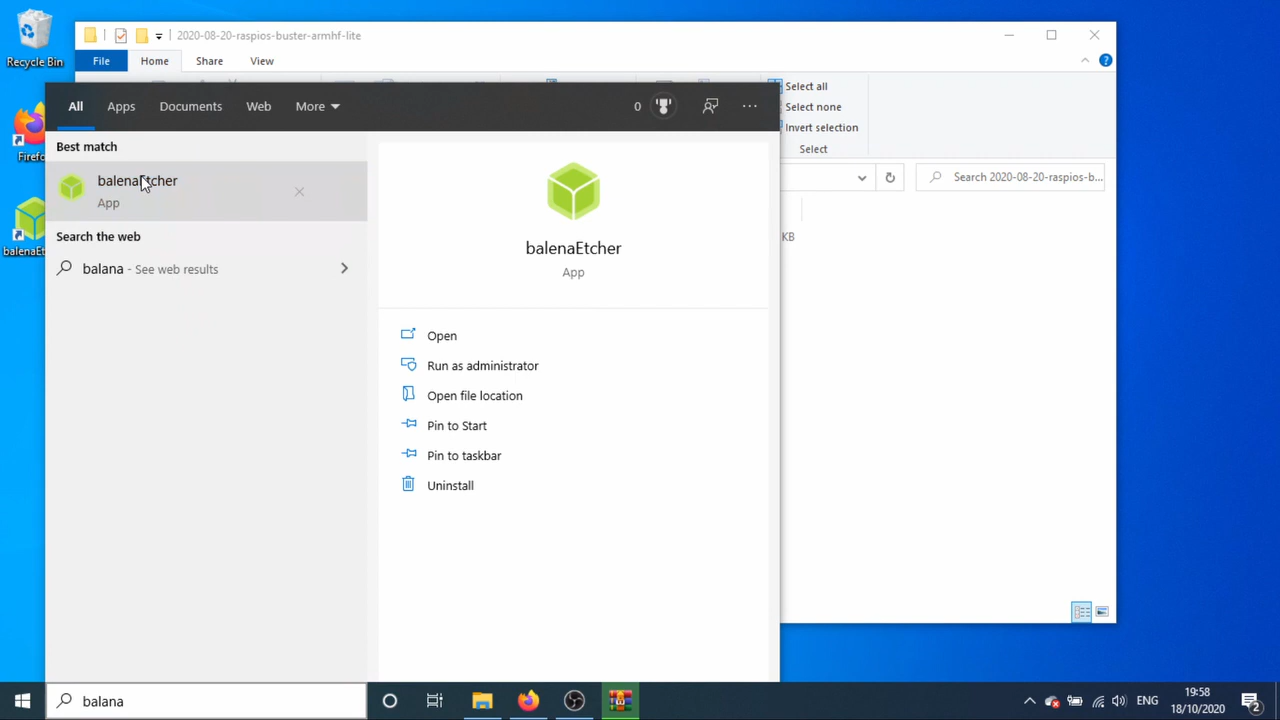 Recycle Bin
Firefo
balenaEt
2020-08-20-raspios-buster-armhf-lite
File
Home
Share
View
Select all
Select none
Invert selection
Select
Search 2020-08-20-raspios-b...
KB
All
Apps
Documents
Web
More
0
Best match
balenaEtcher
App
Search the web
balana - See web results
balenaEtcher
App
Open
Run as administrator
Open file location
Pin to Start
Pin to taskbar
Uninstall
balana
ENG
19:58
18/10/2020
2